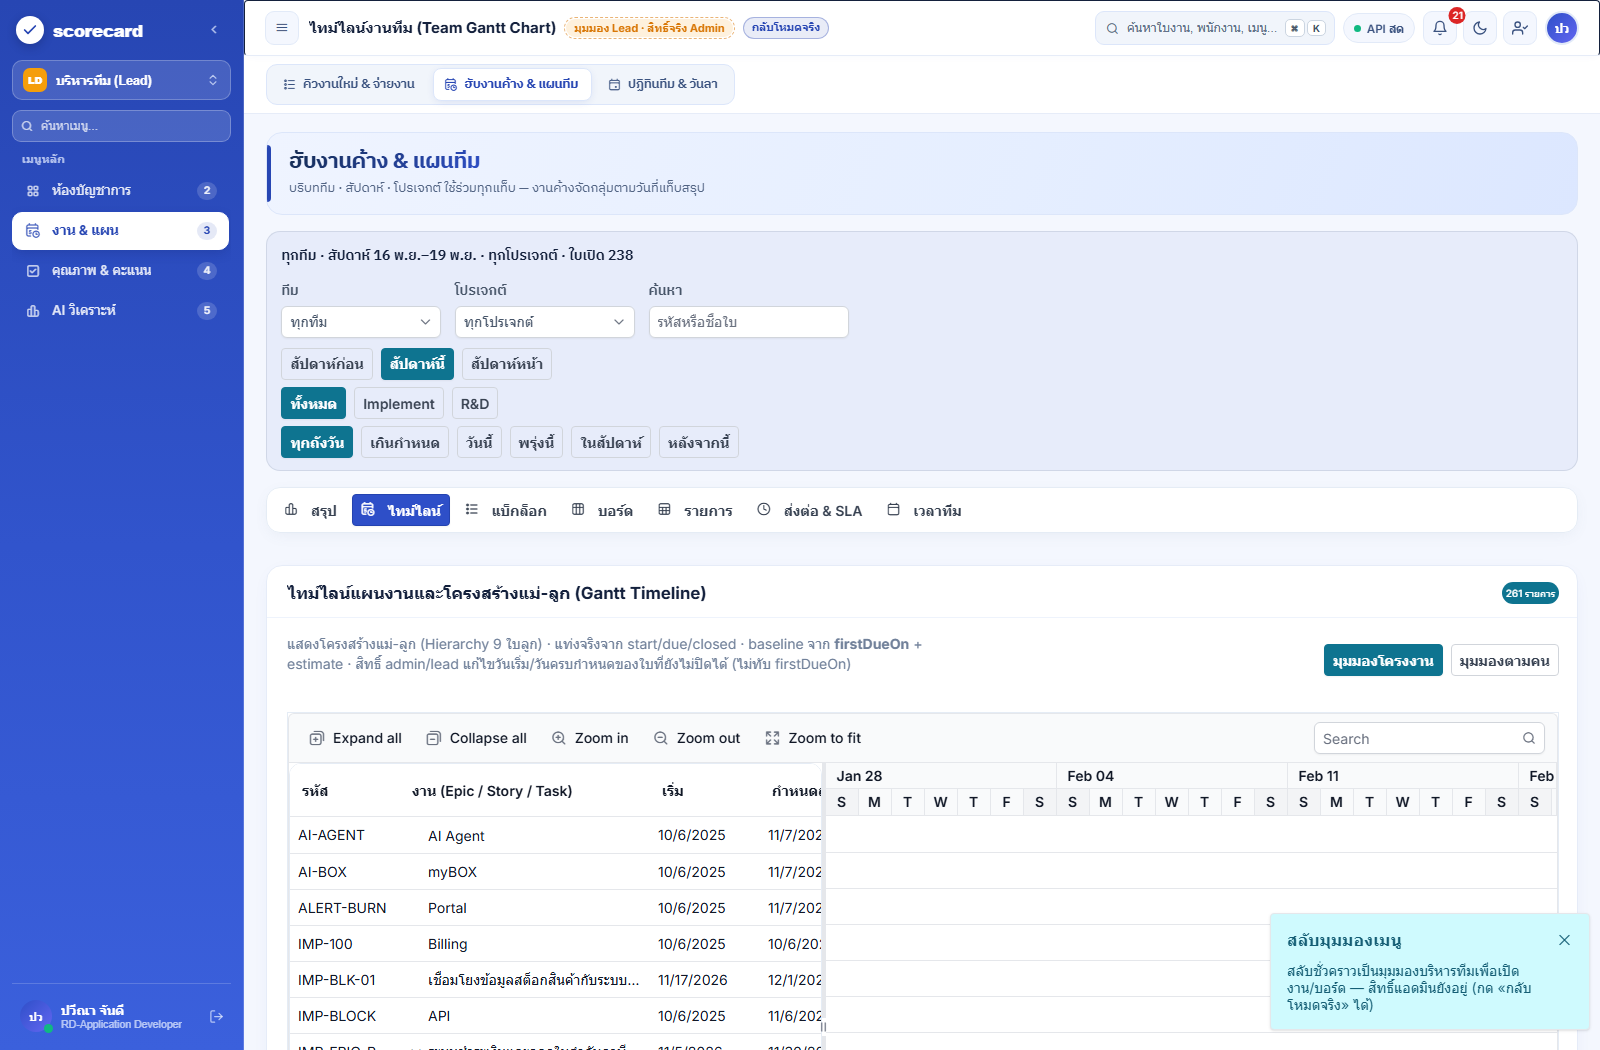 scorecard
LD บริหารทีม (Lead)
ค้นหาเมนู...
เมนูหลัก
ห้องบัญชาการ 2
งาน & แผน 3
คุณภาพ & คะแนน 4
AI วิเคราะห์ 5
ปว ปวีณา จันดี
RD-Application Developer
ไทม์ไลน์งานทีม (Team Gantt Chart) มุมมอง Lead · สิทธิ์จริง Admin กลับโหมดจริง
ค้นหาใบงาน, พนักงาน, เมนู... ⌘ K API สด 21 ปว
คิวงานใหม่ & จ่ายงาน ฮับงานค้าง & แผนทีม ปฏิทินทีม & วันลา
ฮับงานค้าง & แผนทีม
บริบททีม · สัปดาห์ · โปรเจกต์ ใช้ร่วมทุกแท็บ — งานค้างจัดกลุ่มตามวันที่แท็บสรุป
ทุกทีม · สัปดาห์ 16 พ.ย.–19 พ.ย. · ทุกโปรเจกต์ · ใบเปิด 238
ทีม โปรเจกต์ ค้นหา
ทุกทีม ทุกโปรเจกต์ รหัสหรือชื่อใบ
สัปดาห์ก่อน สัปดาห์นี้ สัปดาห์หน้า
ทั้งหมด Implement R&D
ทุกถังวัน เกินกำหนด วันนี้ พรุ่งนี้ ในสัปดาห์ หลังจากนี้
สรุป ไทม์ไลน์ แบ็กล็อก บอร์ด รายการ ส่งต่อ & SLA เวลาทีม
ไทม์ไลน์แผนงานและโครงสร้างแม่-ลูก (Gantt Timeline) 261 รายการ
แสดงโครงสร้างแม่-ลูก (Hierarchy 9 ใบลูก) · แท่งจริงจาก start/due/closed · baseline จาก firstDueOn +
estimate · สิทธิ์ admin/lead แก้ไขวันเริ่ม/วันครบกำหนดของใบที่ยังไม่ปิดได้ (ไม่ทับ firstDueOn)
มุมมองโครงงาน มุมมองตามคน
Expand all Collapse all Zoom in Zoom out Zoom to fit Search
รหัส งาน (Epic / Story / Task) เริ่ม กำหนด
Jan 28 Feb 04 Feb 11 Feb
S M T W T F S S M T W T F S S M T W T F S S
AI-AGENT AI Agent 10/6/2025 11/7/202
AI-BOX myBOX 10/6/2025 11/7/202
ALERT-BURN Portal 10/6/2025 11/7/202
IMP-100 Billing 10/6/2025 10/6/202
IMP-BLK-01 เชื่อมโยงข้อมูลสต็อกสินค้ากับระบบ... 11/17/2026 12/1/202
IMP-BLOCK API 10/6/2025 11/6/202
สลับมุมมองเมนู
สลับชั่วคราวเป็นมุมมองบริหารทีมเพื่อเปิด
งาน/บอร์ด — สิทธิ์แอดมินยังอยู่ (กด «กลับ
โหมดจริง» ได้)